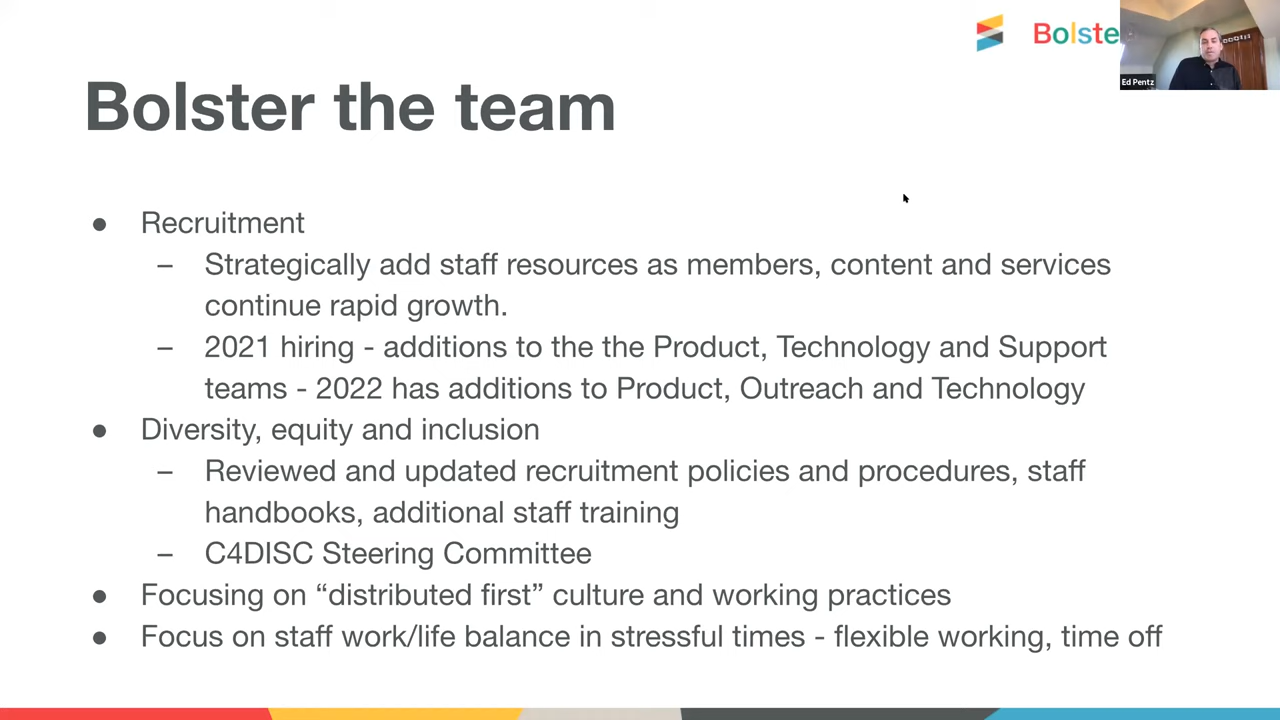 Bolste
Ed Pentz
Bolster the team
● Recruitment
– Strategically add staff resources as members, content and services
continue rapid growth.
– 2021 hiring - additions to the the Product, Technology and Support
teams - 2022 has additions to Product, Outreach and Technology
● Diversity, equity and inclusion
– Reviewed and updated recruitment policies and procedures, staff
handbooks, additional staff training
– C4DISC Steering Committee
● Focusing on “distributed first” culture and working practices
● Focus on staff work/life balance in stressful times - flexible working, time off